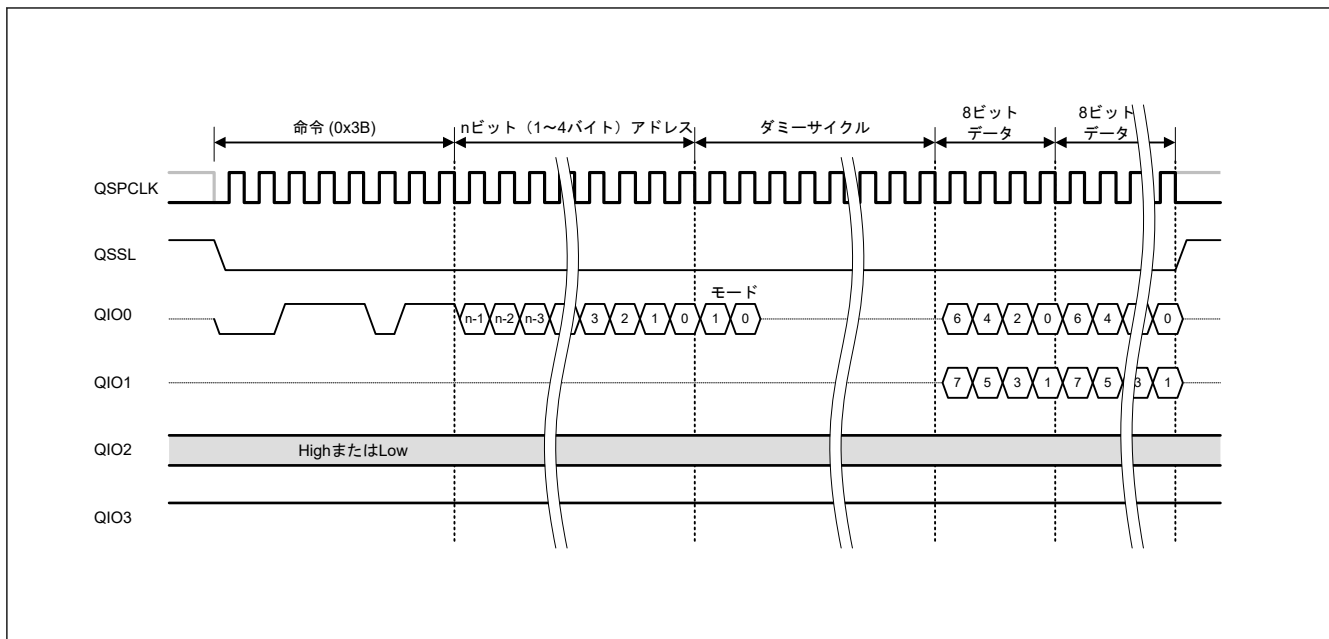 命令 (0x3B)
nビット（1～4バイト）アドレス
ダミーサイクル
8ビット
データ
8ビット
データ
QSPCLK
QSSL
モード
QIO0
n-1 n-2 n-3 3 2 1 0 1 0 6 4 2 0 6 4 0
QIO1
7 5 3 1 7 5 3 1
QIO2
HighまたはLow
QIO3